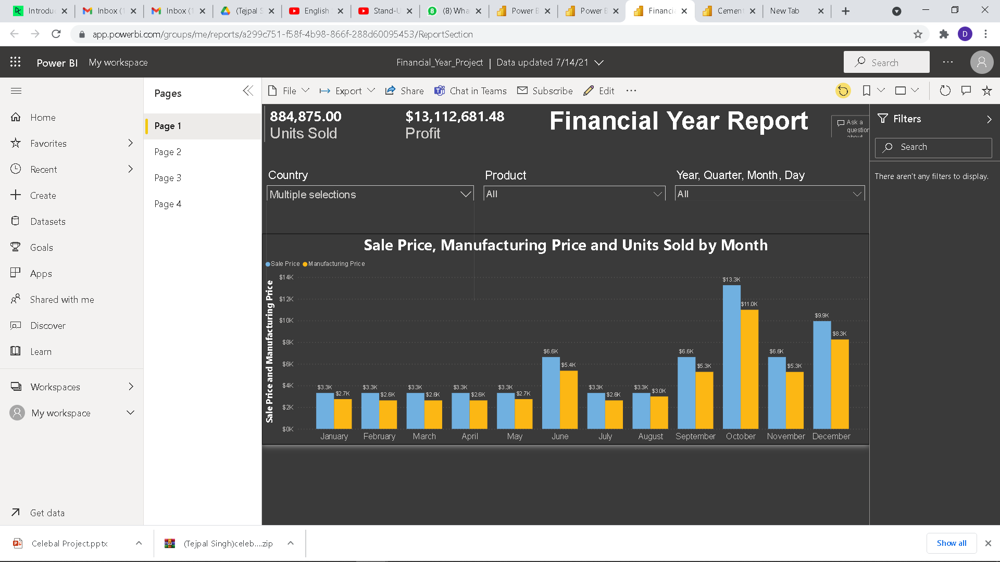 Introdu
Inbox (1
Inbox (1
(Tejpal S
English
Stand-U
(8) Wha
Power B
Power B
Financia
Cement
New Tab
app.powerbi.com/groups/me/reports/a299c751-f58f-4b98-866f-288d60095453/ReportSection
D
Power BI My workspace
Financial_Year_Project | Data updated 7/14/21
Search
Home
Favorites
Recent
Create
Datasets
Goals
Apps
Shared with me
Discover
Learn
Workspaces
My workspace
Get data
Pages
Page 1
Page 2
Page 3
Page 4
File
Export
Share
Chat in Teams
Subscribe
Edit
884,875.00
Units Sold
$13,112,681.48
Profit
Financial Year Report
Ask a
question
about
Country
Multiple selections
Product
All
Year, Quarter, Month, Day
All
Filters
Search
There aren't any filters to display.
Sale Price, Manufacturing Price and Units Sold by Month
Sale Price Manufacturing Price
Sale Price and Manufacturing Price
$14K
$12K
$10K
$8K
$6K
$4K
$2K
$0K
$3.3K $2.7K
$3.3K $2.6K
$3.3K $2.6K
$3.3K $2.6K
$3.3K $2.7K
$6.6K $5.4K
$3.3K $2.6K
$3.3K $3.0K
$6.6K $5.3K
$13.3K $11.0K
$6.6K $5.3K
$9.9K $8.3K
January February March April May June July August September October November December
Celebal Project.pptx
(Tejpal Singh)celeb....zip
Show all